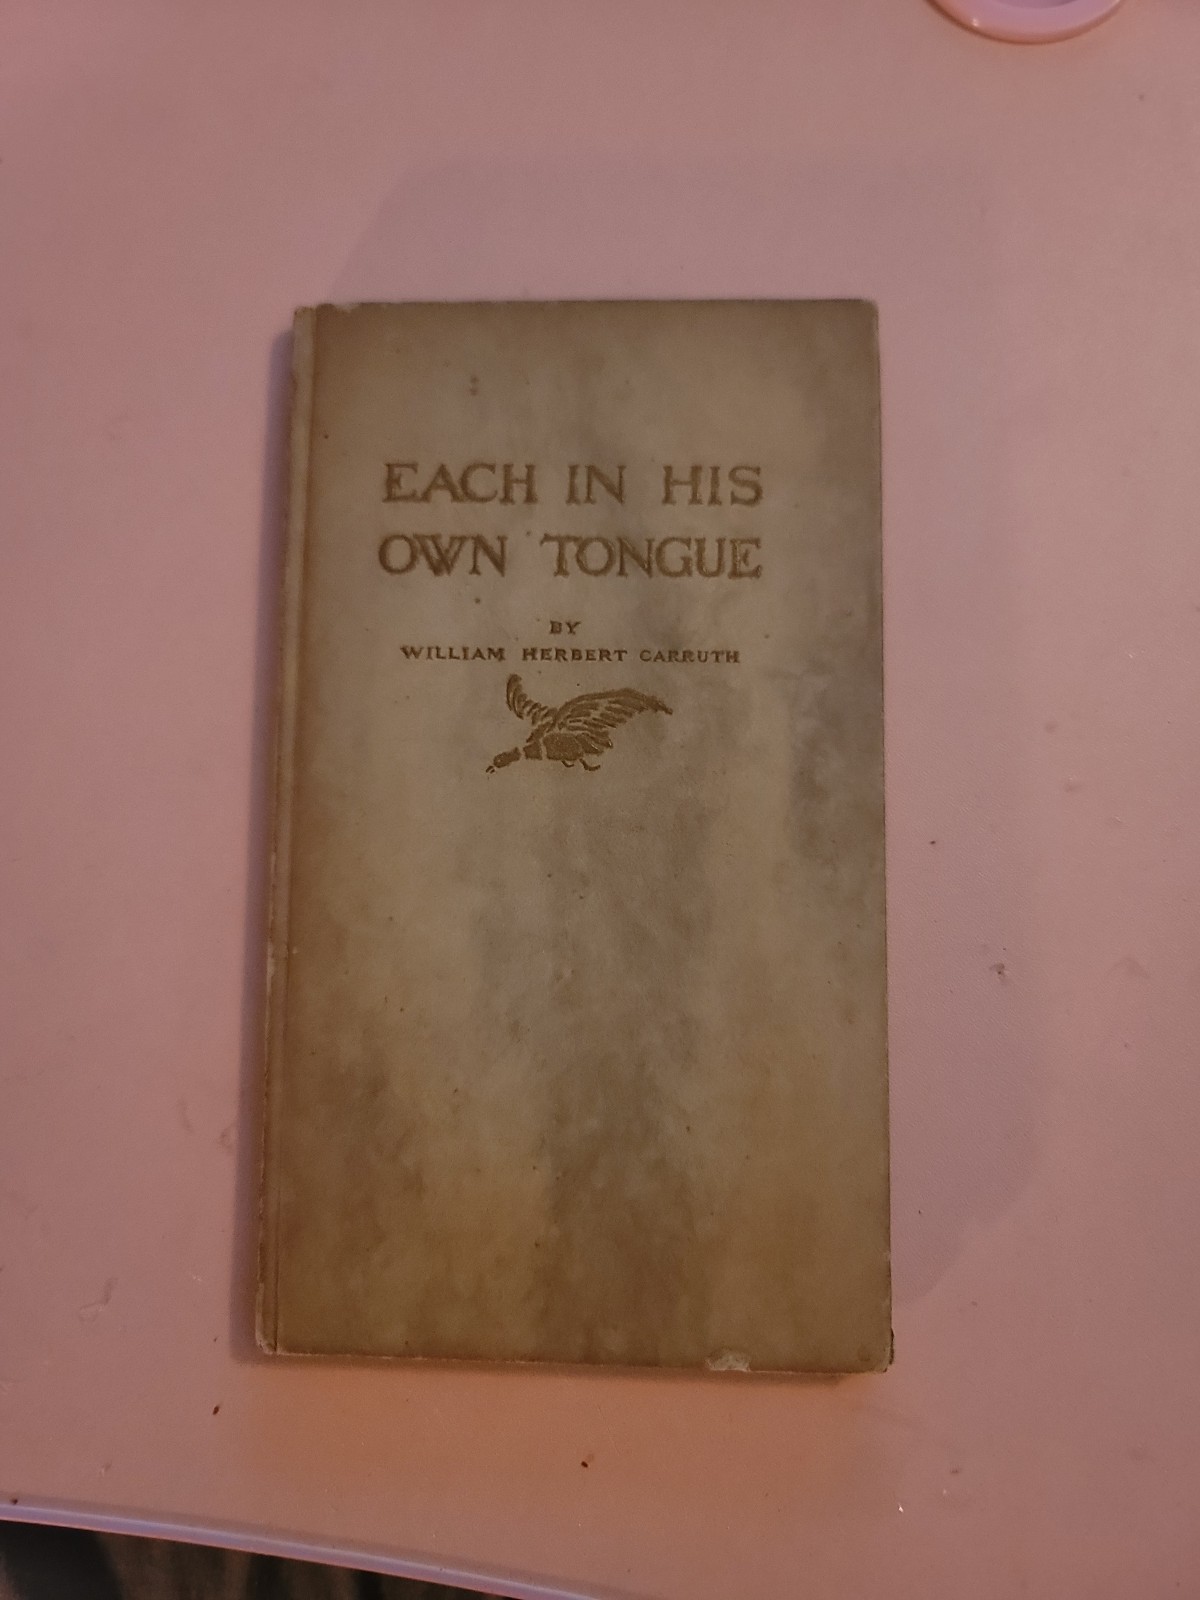 EACH IN HIS
OWN TONGUE
BY
WILLIAM HERBERT CARRUTH